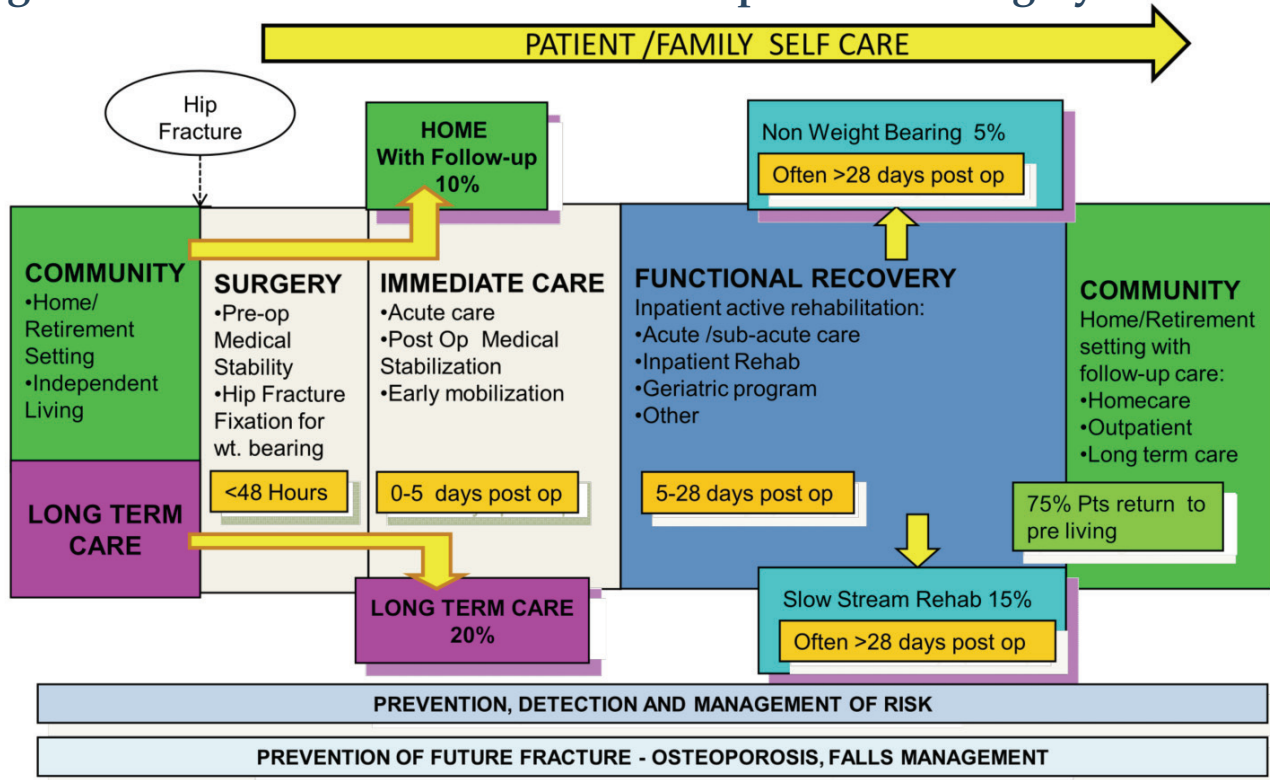 PATIENT /FAMILY SELF CARE
Hip
Fracture
HOME
With Follow-up
10%
Non Weight Bearing 5%
Often >28 days post op
COMMUNITY
•Home/
Retirement
Setting
•Independent
Living
LONG TERM
CARE
SURGERY
•Pre-op
Medical
Stability
•Hip Fracture
Fixation for
wt. bearing
<48 Hours
IMMEDIATE CARE
•Acute care
•Post Op Medical
Stabilization
•Early mobilization
0-5 days post op
LONG TERM CARE
20%
FUNCTIONAL RECOVERY
Inpatient active rehabilitation:
•Acute /sub-acute care
•Inpatient Rehab
•Geriatric program
•Other
5-28 days post op
Slow Stream Rehab 15%
Often >28 days post op
COMMUNITY
Home/Retirement
setting with
follow-up care:
•Homecare
•Outpatient
•Long term care
75% Pts return to
pre living
PREVENTION, DETECTION AND MANAGEMENT OF RISK
PREVENTION OF FUTURE FRACTURE - OSTEOPOROSIS, FALLS MANAGEMENT